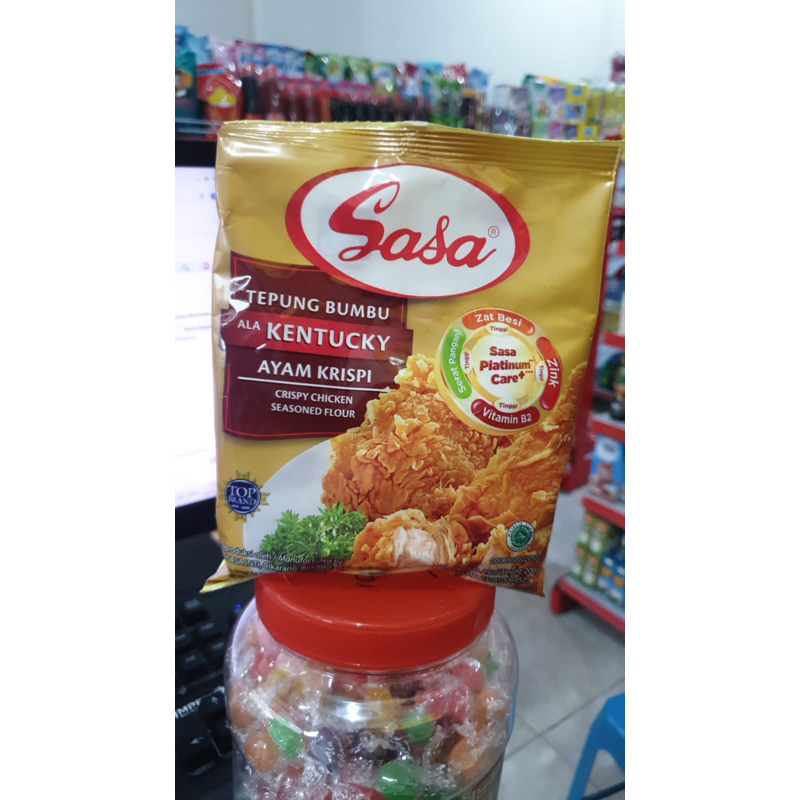 Sasa®
TEPUNG BUMBU
ALA KENTUCKY
AYAM KRISPI
CRISPY CHICKEN
SEASONED FLOUR
Zat Besi
Tinggi
Serat Pangan
Tinggi
Sasa
Platinum
Care+
Zink
Tinggi
Tinggi
Vitamin B2
TOP
BRAND